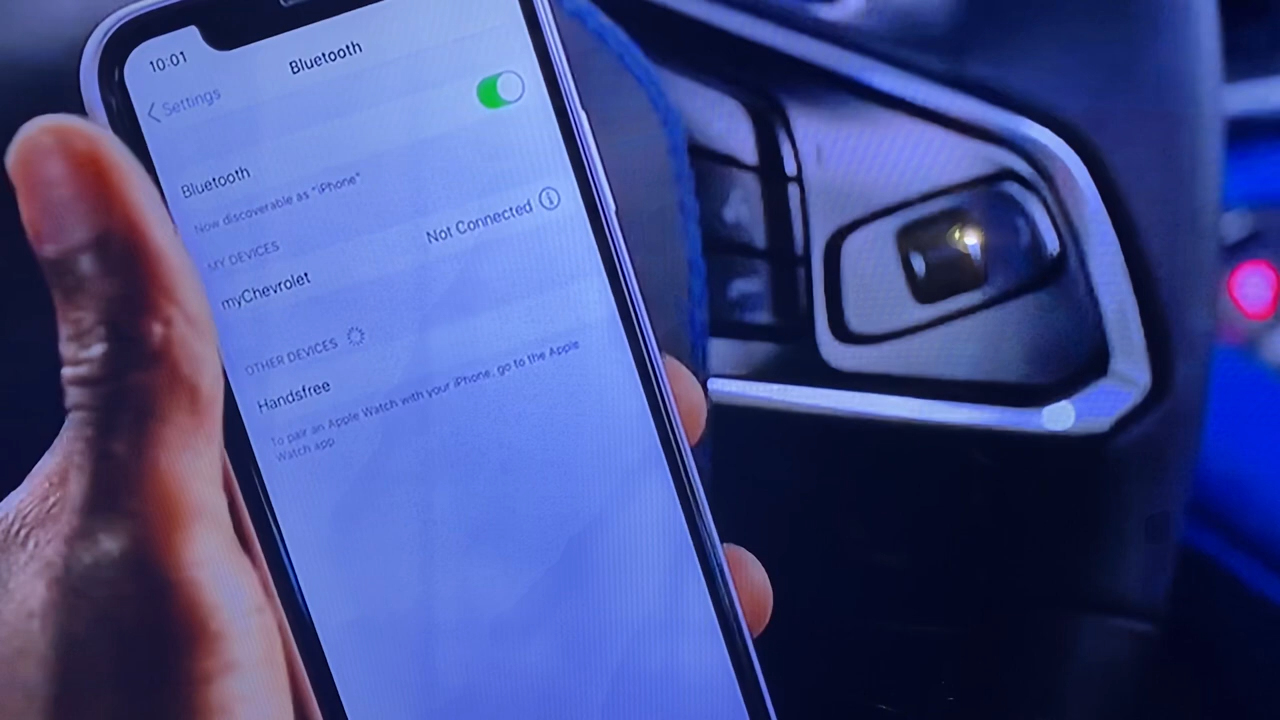 10:01
Bluetooth
Settings
Bluetooth
Now discoverable as "iPhone"
MY DEVICES
myChevrolet Not Connected
OTHER DEVICES
Handsfree
To pair an Apple Watch with your iPhone, go to the Apple
Watch app